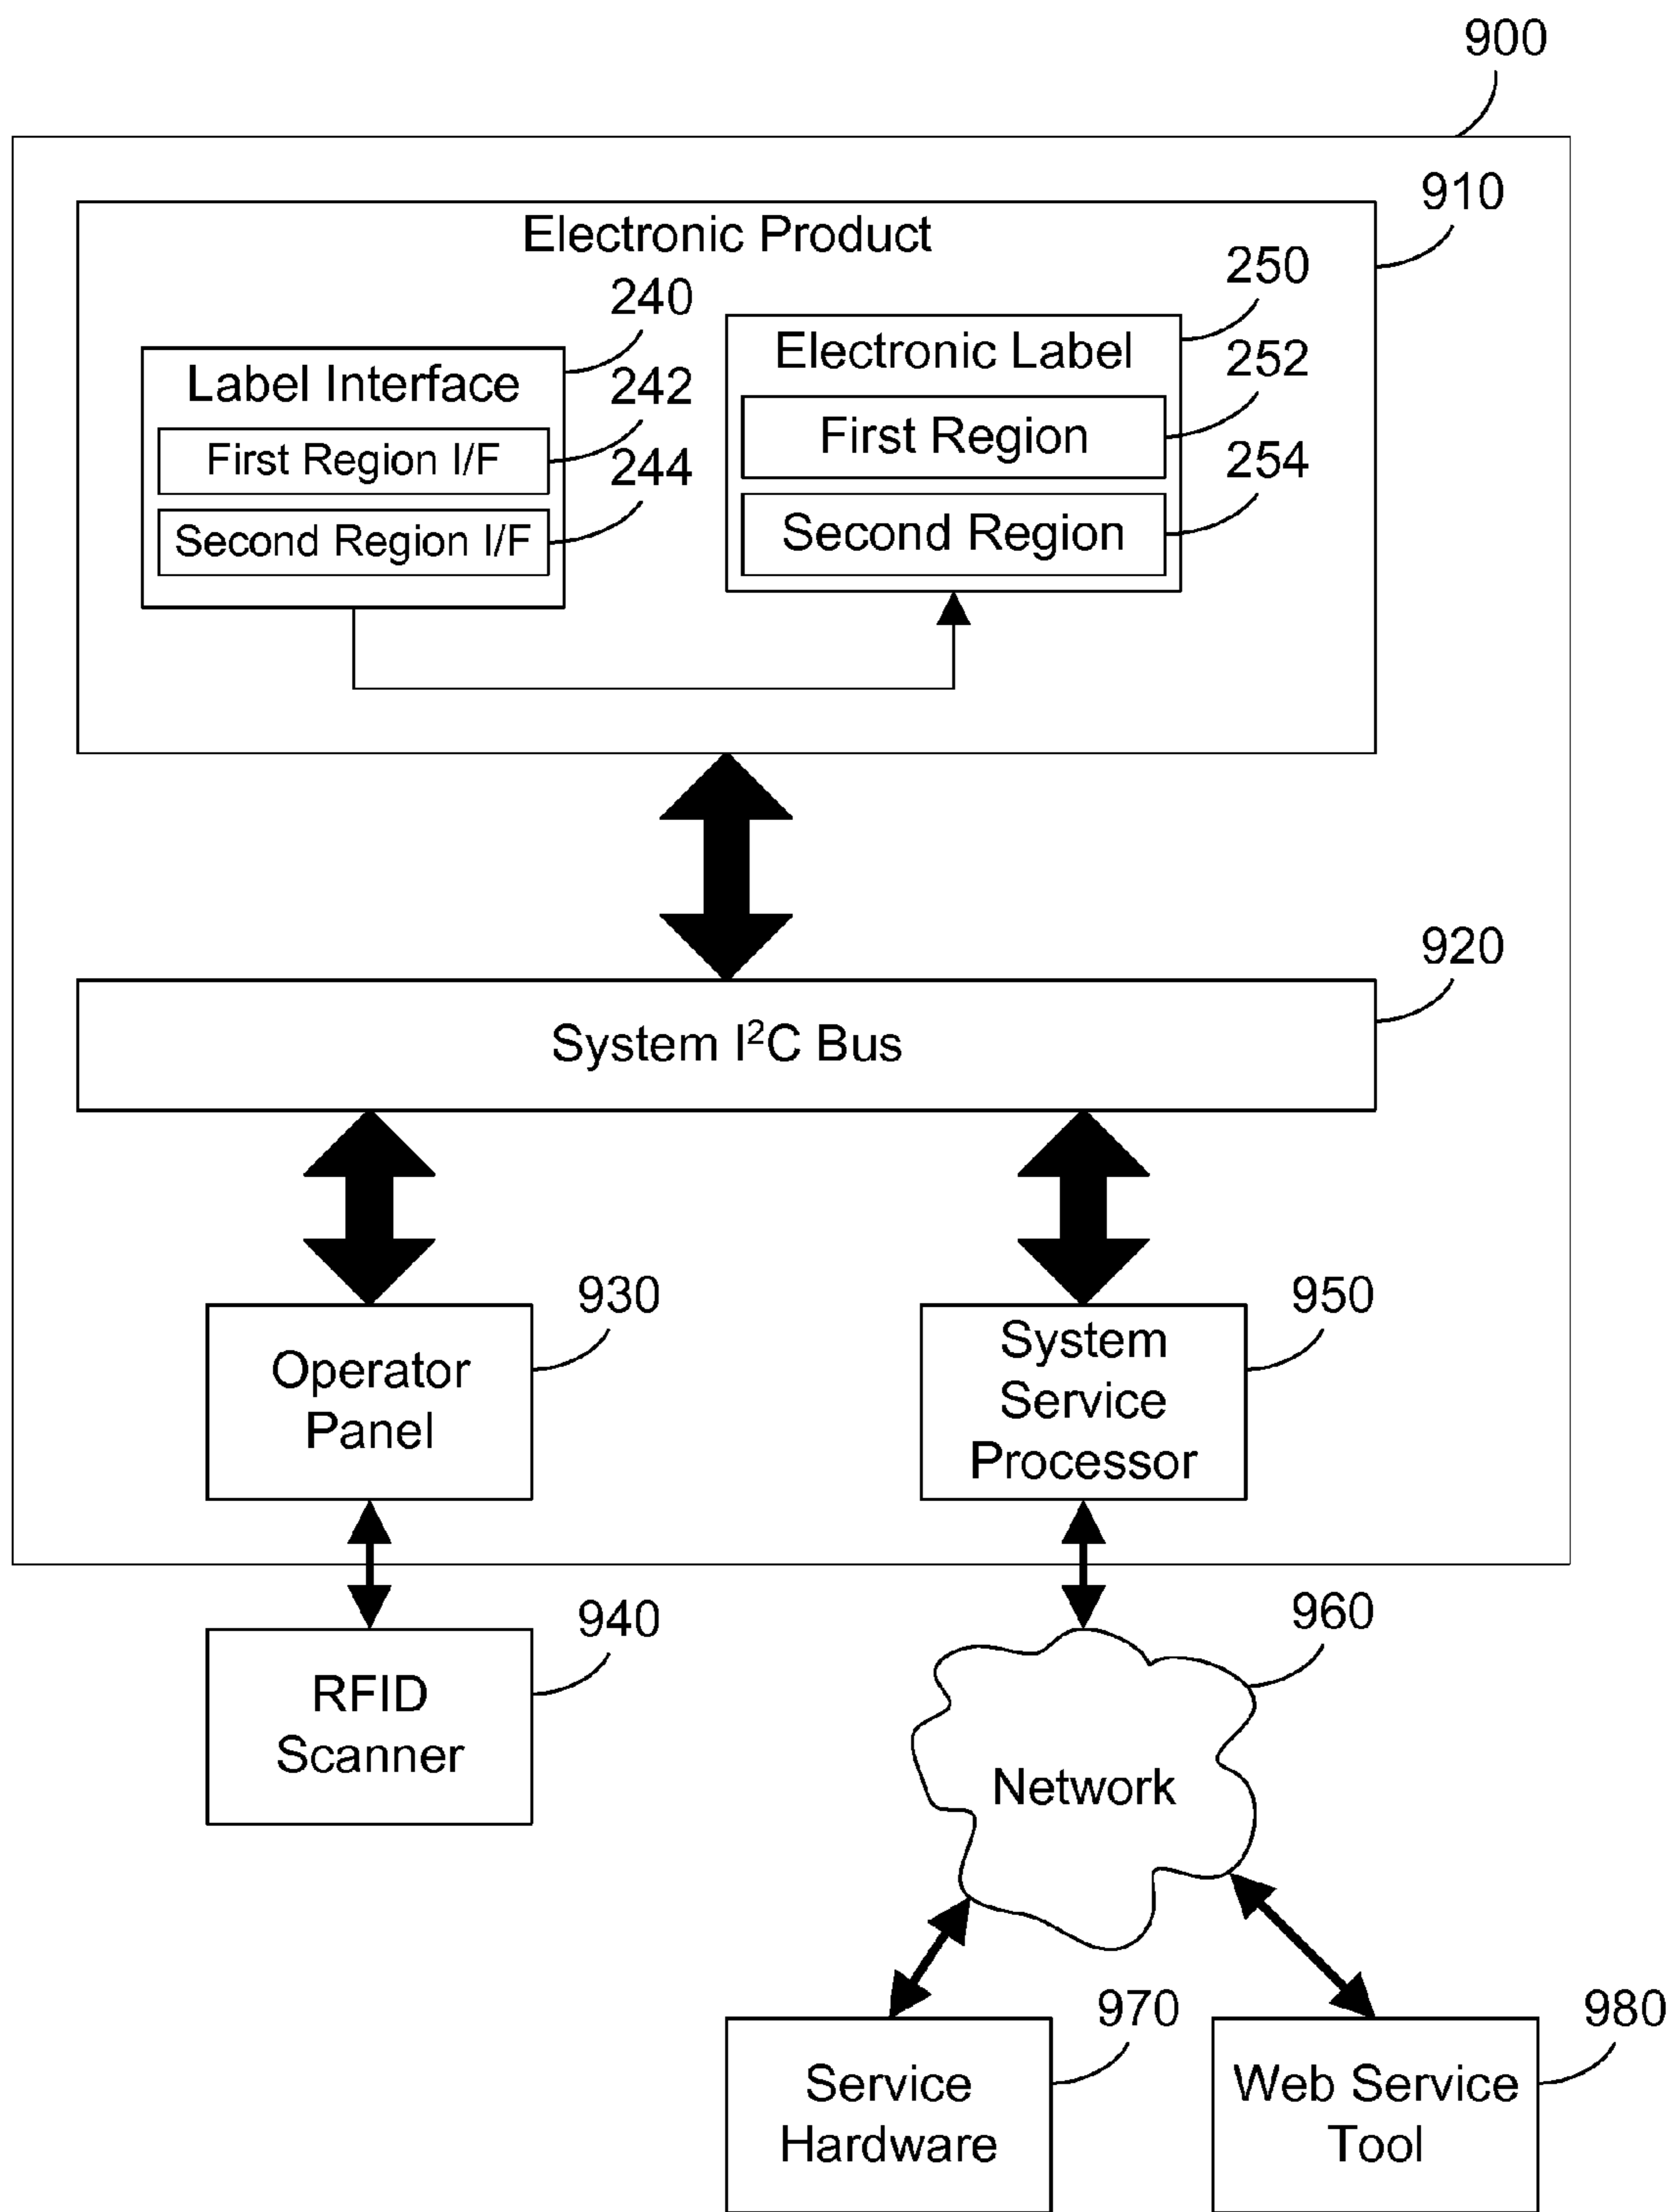 900
910
Electronic Product
250
240
Electronic Label
252
Label Interface
242
First Region
First Region I/F
244
254
Second Region
Second Region I/F
920
System I²C Bus
930
950
Operator
Panel
System
Service
Processor
940
960
RFID
Scanner
Network
970
980
Service
Hardware
Web Service
Tool